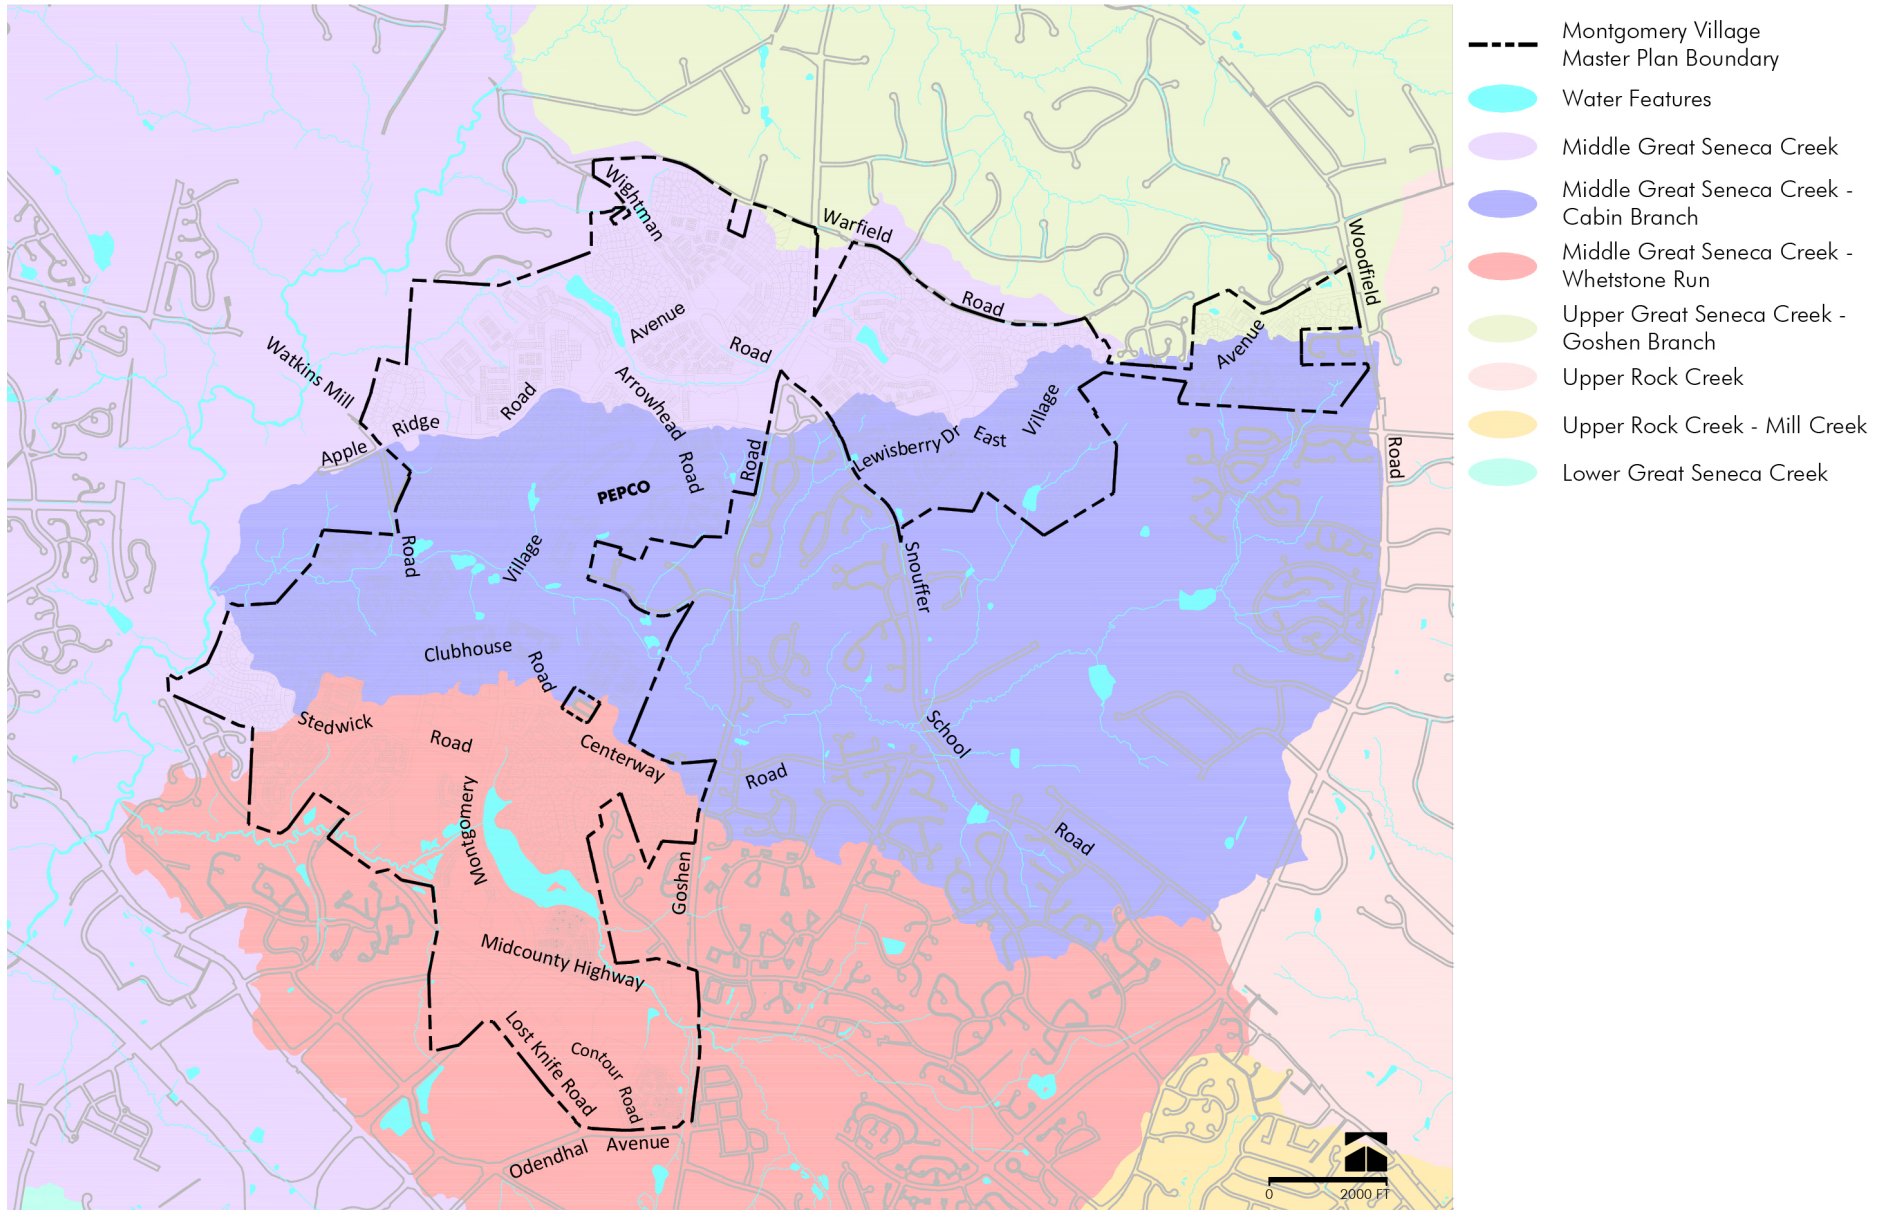 Montgomery Village
Master Plan Boundary
Water Features
Middle Great Seneca Creek
Middle Great Seneca Creek -
Cabin Branch
Middle Great Seneca Creek -
Whetstone Run
Upper Great Seneca Creek -
Goshen Branch
Upper Rock Creek
Upper Rock Creek - Mill Creek
Lower Great Seneca Creek
Wightman
Warfield
Woodfield
Road
Avenue
Avenue
Road
Watkins Mill
Arrowhead
Road
Village
Ridge
Apple
Lewisberry Dr
East
Road
Road
Road
PEPCO
Road
Village
Snouffer
Clubhouse
Road
Stedwick
Road
Centerway
School
Road
Montgomery
Road
Goshen
Midcounty Highway
Lost Knife Road
Contour
Road
Avenue
Odendhal
0 2000 FT